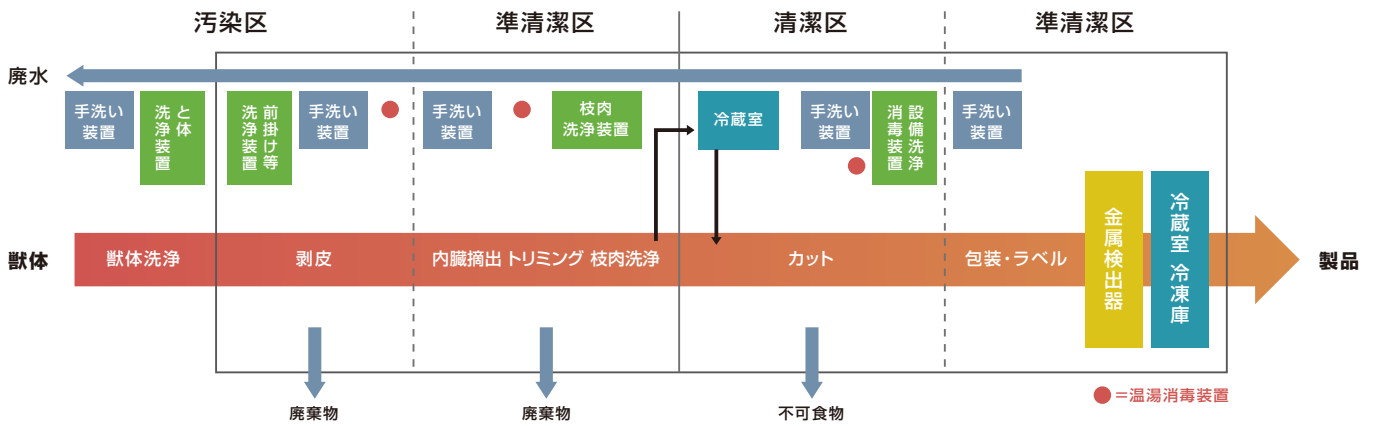 汚染区
準清潔区
清潔区
準清潔区
廃水
手洗い
装置
と体
洗浄装置
前掛け等
洗浄装置
手洗い
装置
手洗い
装置
枝肉
洗浄装置
冷蔵室
手洗い
装置
設備洗浄
消毒装置
手洗い
装置
獣体
獣体洗浄
剥皮
内臓摘出 トリミング 枝肉洗浄
カット
包装・ラベル
金属検出器
冷蔵室 冷凍庫
製品
廃棄物
廃棄物
不可食物
=温湯消毒装置